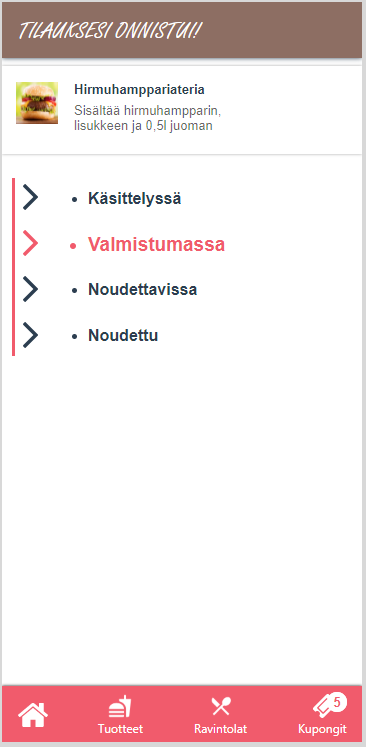 TILAUKSESI ONNISTUI!
Hirmuhamppariateria
Sisältää hirmuhampparin,
lisukkeen ja 0,5l juoman
Käsittelyssä
Valmistumassa
Noudettavissa
Noudettu
5
Tuotteet
Ravintolat
Kupongit